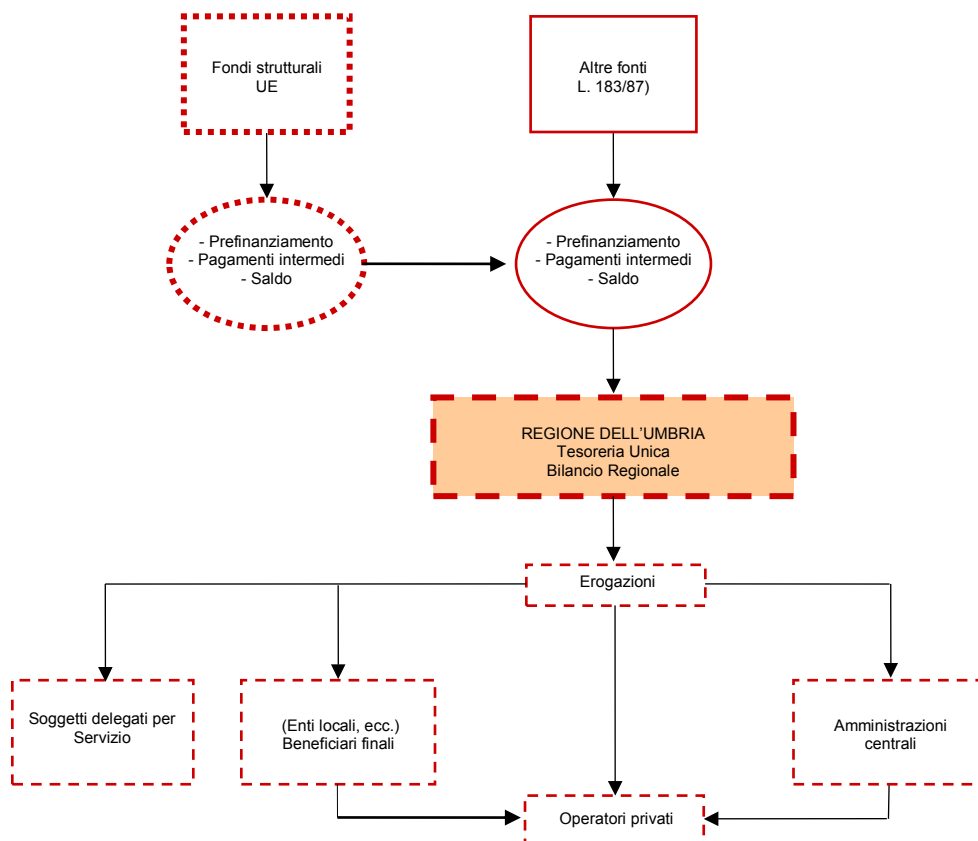 Fondi strutturali
UE
Altre fonti
L. 183/87)
- Prefinanziamento
- Pagamenti intermedi
- Saldo
- Prefinanziamento
- Pagamenti intermedi
- Saldo
REGIONE DELL’UMBRIA
Tesoreria Unica
Bilancio Regionale
Erogazioni
Soggetti delegati per
Servizio
(Enti locali, ecc.)
Beneficiari finali
Amministrazioni
centrali
Operatori privati